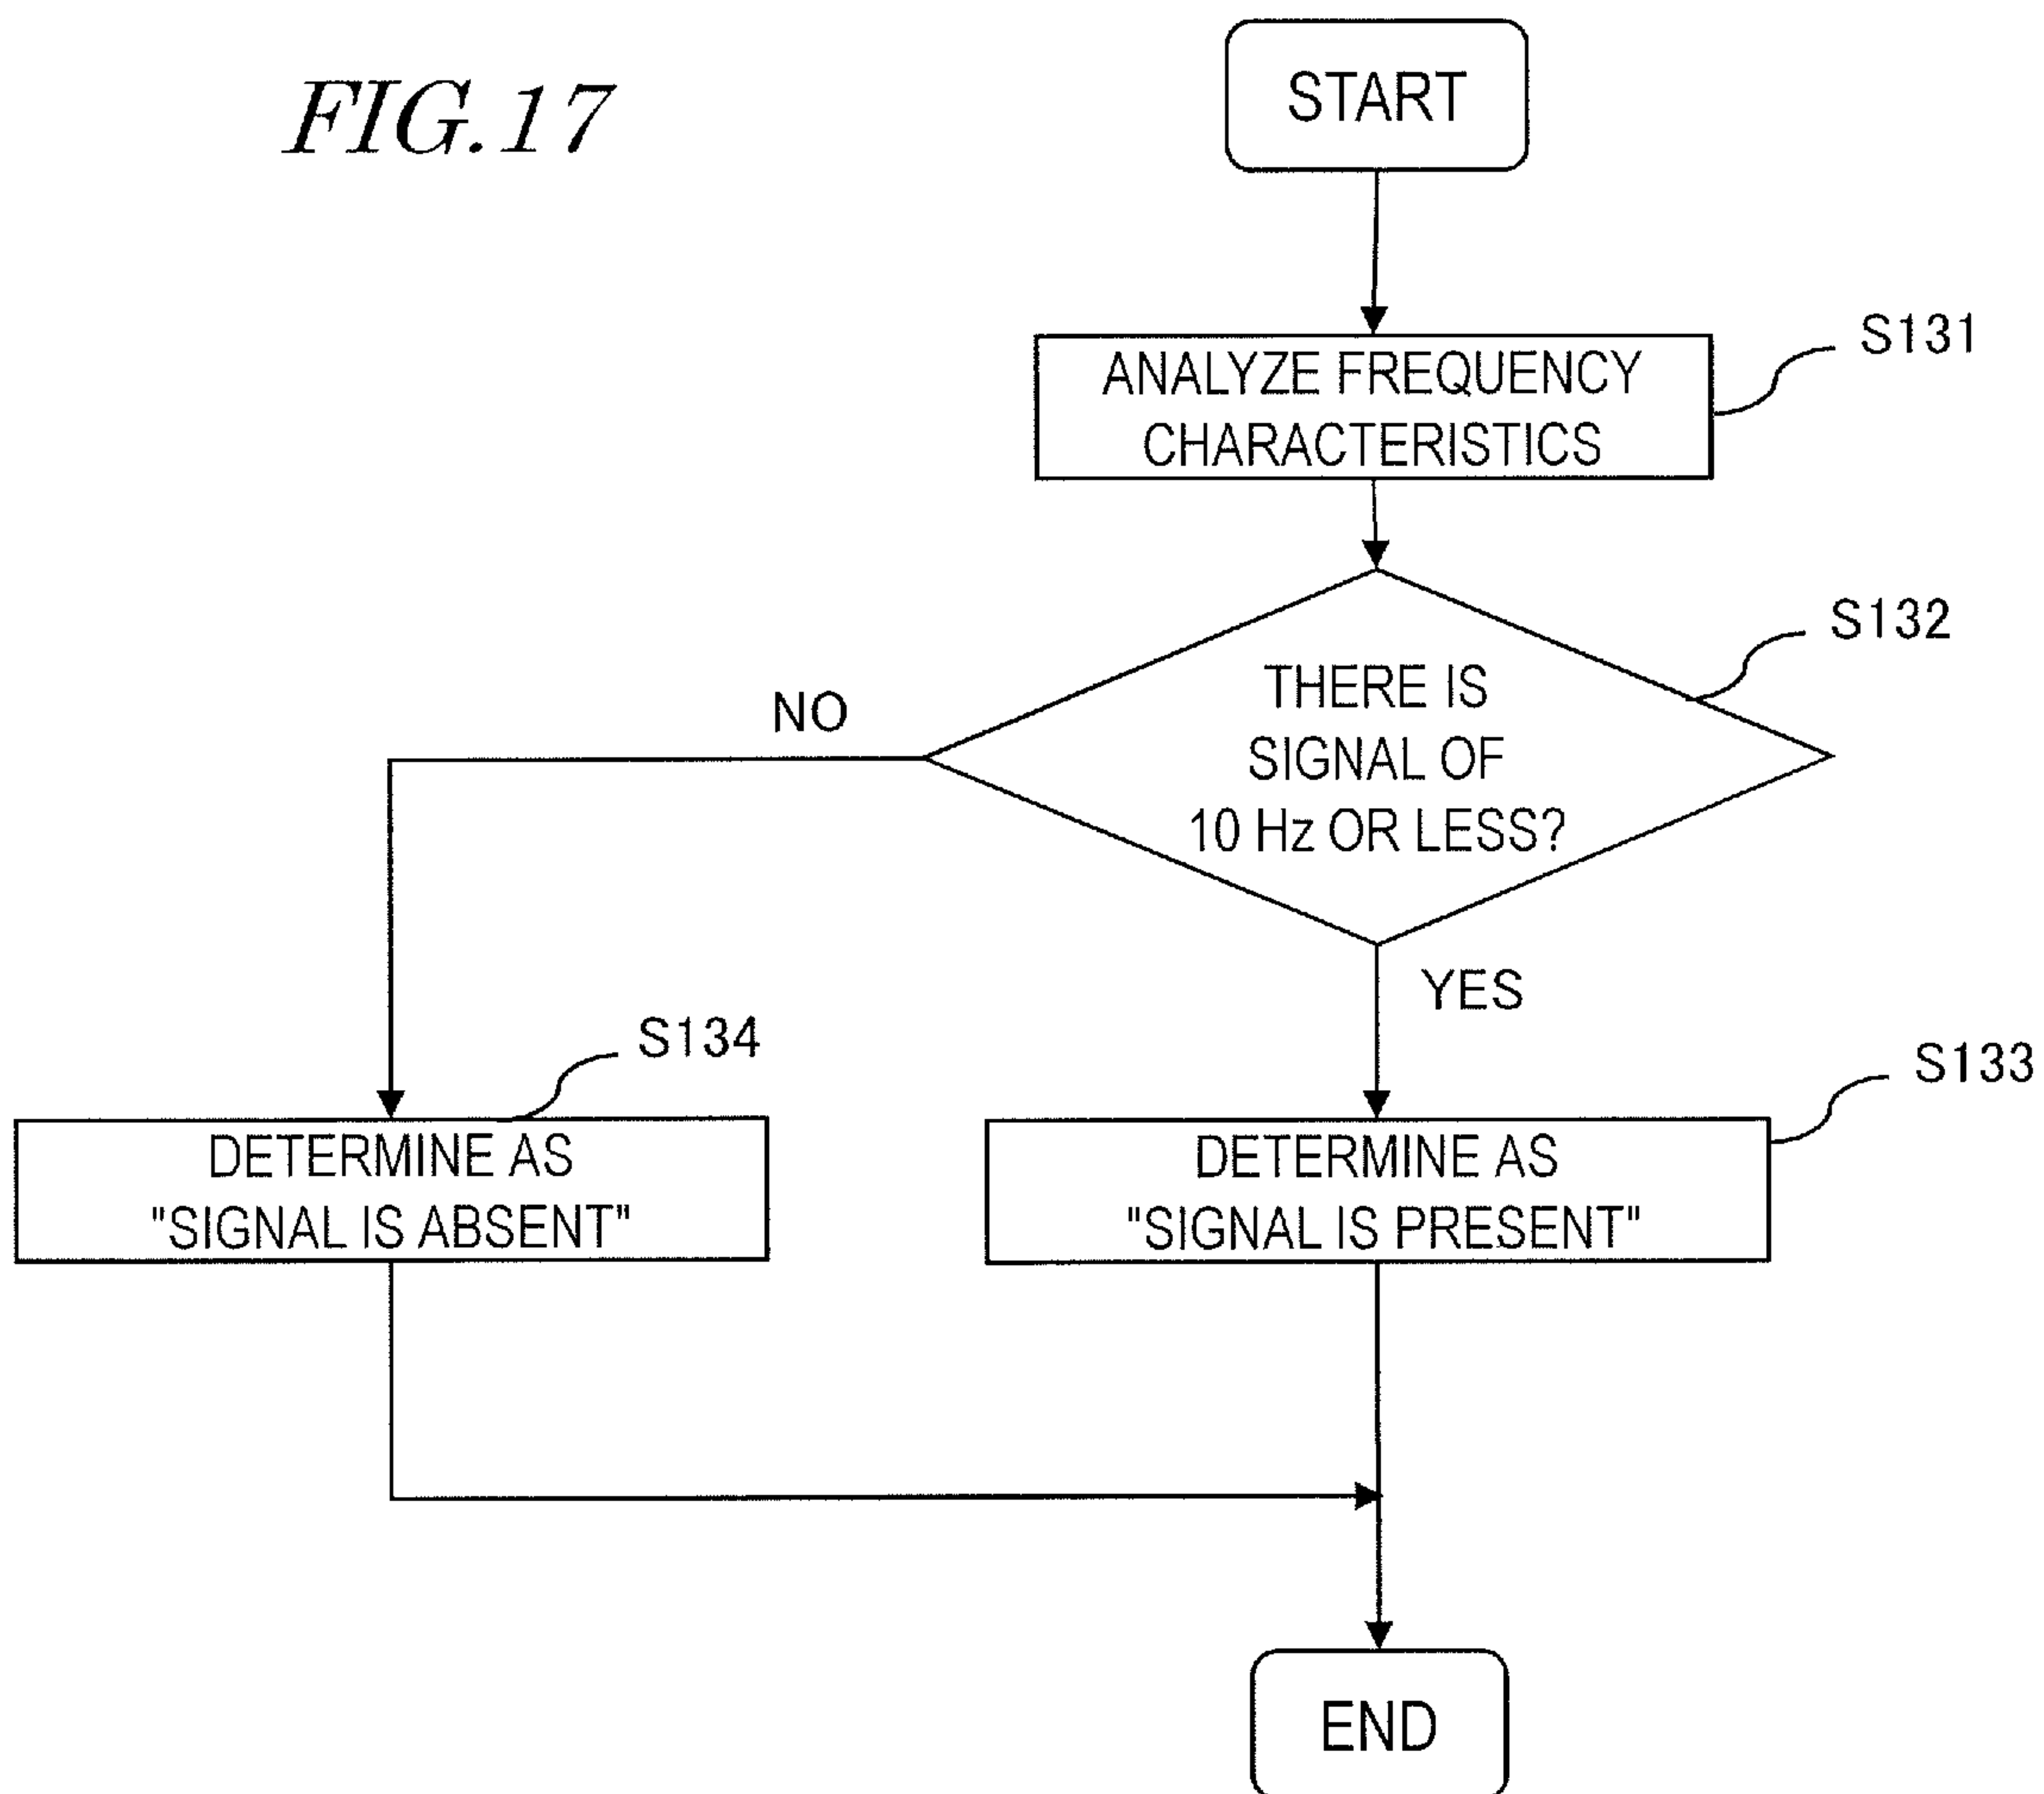 FIG.17
START
S131
ANALYZE FREQUENCY
CHARACTERISTICS
S132
THERE IS
SIGNAL OF
10 Hz OR LESS?
NO
YES
S134
DETERMINE AS
"SIGNAL IS ABSENT"
S133
DETERMINE AS
"SIGNAL IS PRESENT"
END